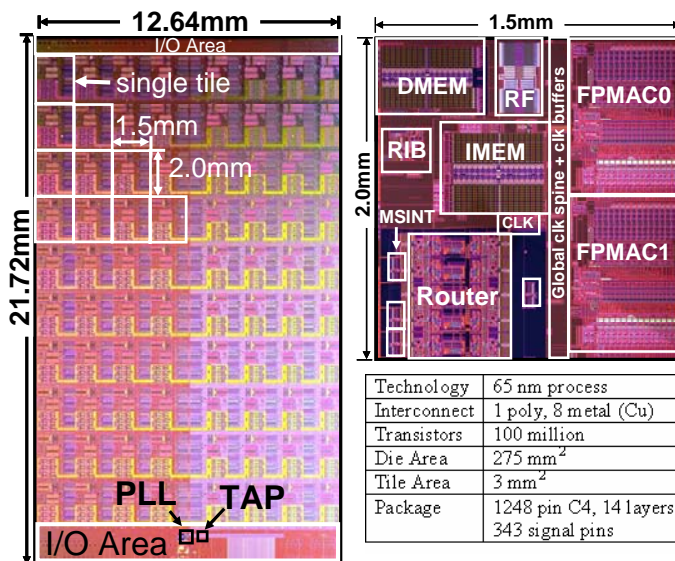 12.64mm
I/O Area
single tile
1.5mm
2.0mm
21.72mm
PLL
TAP
I/O Area
1.5mm
2.0mm
DMEM
RF
FPMAC0
RIB
IMEM
MSINT
CLK
Global clk spine + clk buffers
FPMAC1
Router
Technology 65 nm process
Interconnect 1 poly, 8 metal (Cu)
Transistors 100 million
Die Area 275 mm²
Tile Area 3 mm²
Package 1248 pin C4, 14 layers
343 signal pins